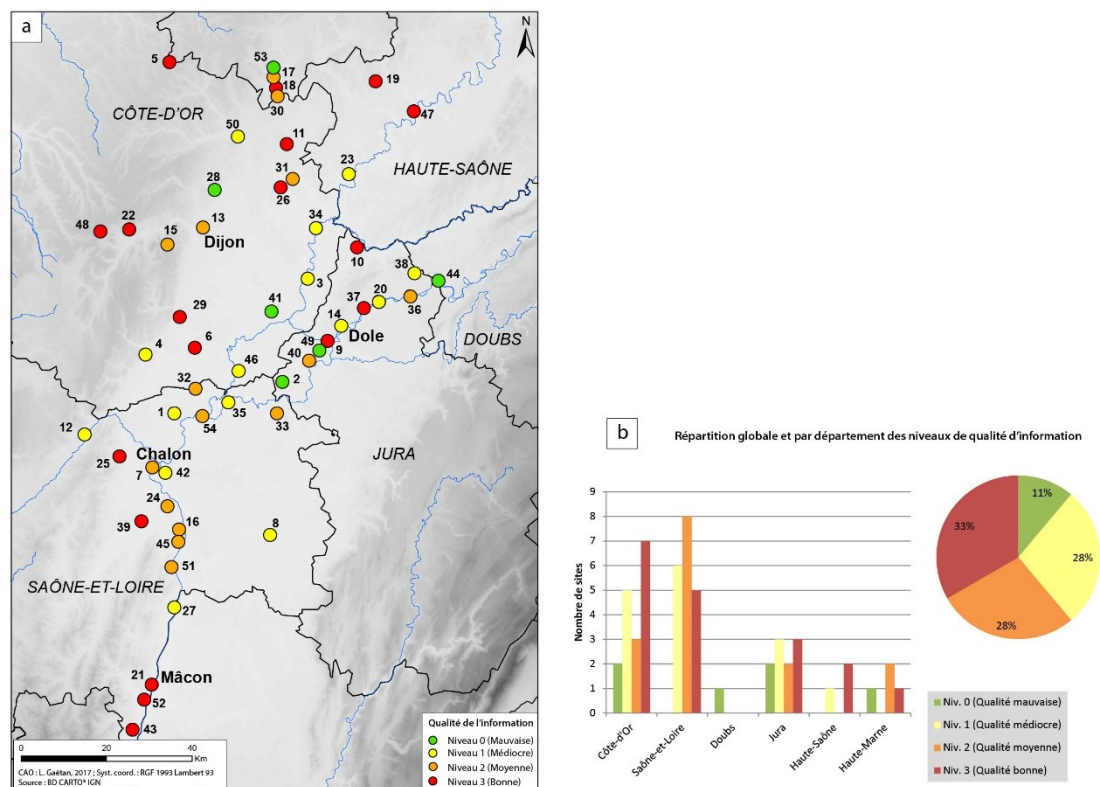 a
N
5
53
17
18
30
19
47
CÔTE-D'OR
50
11
HAUTE-SAÔNE
23
31
26
28
48
22
13
15
Dijon
34
10
38
44
3
20
36
37
41
29
14
Dole
DOUBS
4
6
49
9
40
46
2
32
1
35
54
33
12
JURA
Chalon
25
7
42
24
39
16
8
45
51
SAÔNE-ET-LOIRE
27
21
Mâcon
52
43
0 20 40
Km
CAO : L. Gaëtan, 2017 ; Syst. coord. : RGF 1993 Lambert 93
Source : BD CARTO® IGN
Qualité de l'information
Niveau 0 (Mauvaise)
Niveau 1 (Médiocre)
Niveau 2 (Moyenne)
Niveau 3 (Bonne)
b
Répartition globale et par département des niveaux de qualité d'information
Nombre de sites
9
8
7
6
5
4
3
2
1
0
Côte-d'Or
Saône-et-Loire
Doubs
Jura
Haute-Saône
Haute-Marne
11%
33%
28%
28%
Niv. 0 (Qualité mauvaise)
Niv. 1 (Qualité médiocre)
Niv. 2 (Qualité moyenne)
Niv. 3 (Qualité bonne)